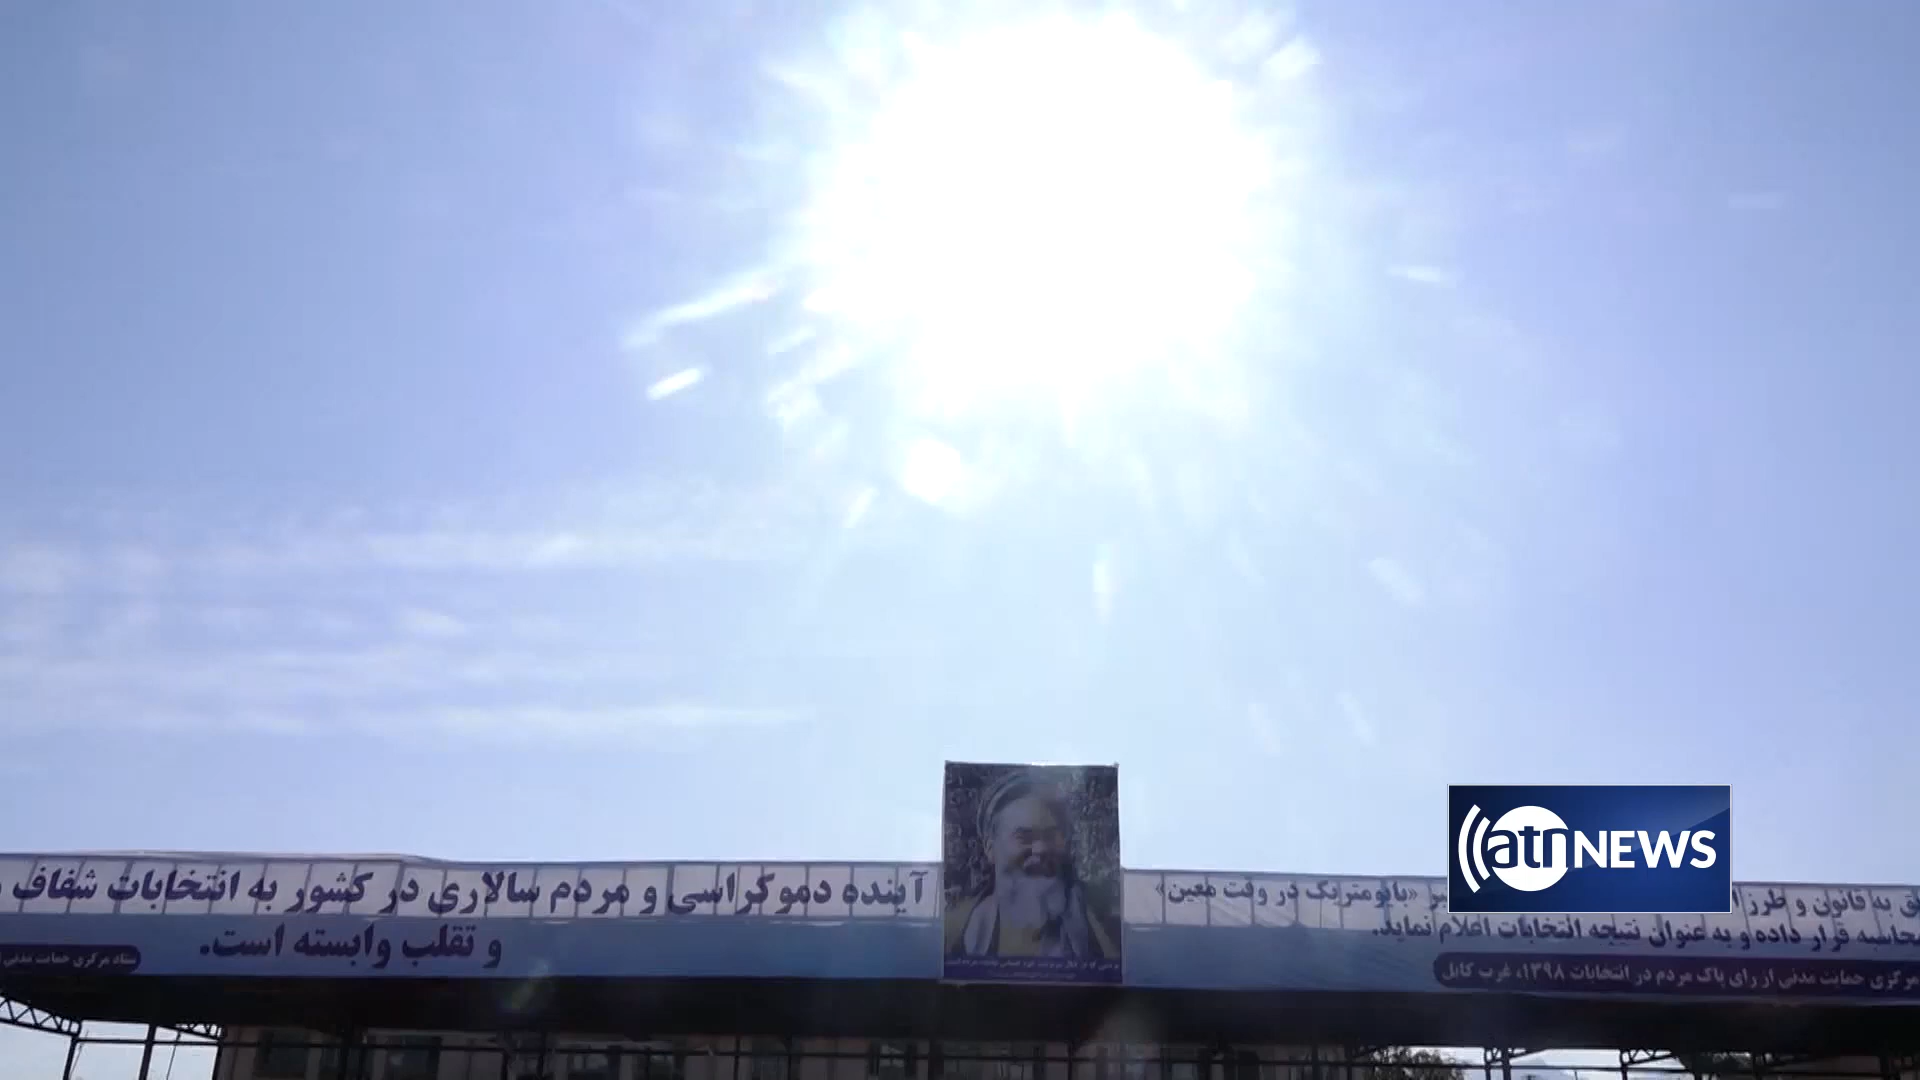 آینده دموکراسی و مردم سالاری در کشور به انتخابات شفاف
و تقلب وابسته است.
ستاد مرکزی حمایت مدنی
به قانون و طرز
«بایومتریک در وقت معین»
محاسبه قرار داده و به عنوان نتیجه انتخابات اعلام نماید.
مرکزی حمایت مدنی از رای پاک مردم در انتخابات ۱۳۹۸، غرب کابل
atn NEWS